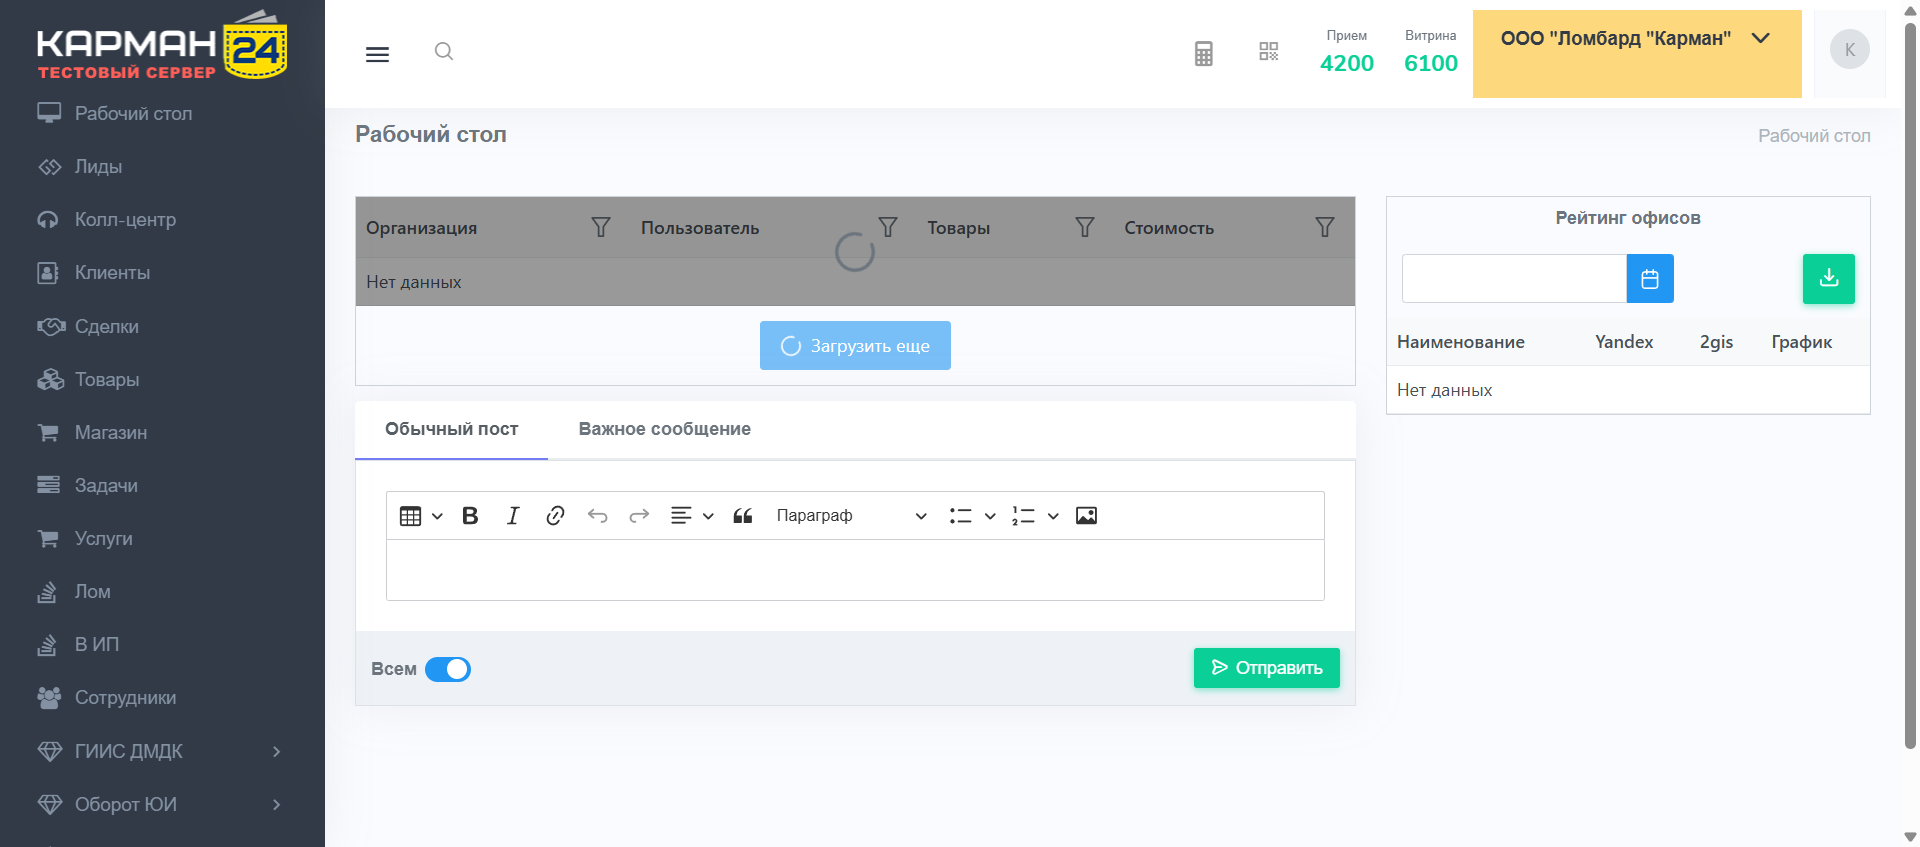 КАРМАН 24
ТЕСТОВЫЙ СЕРВЕР
Рабочий стол
Лиды
Колл-центр
Клиенты
Сделки
Товары
Магазин
Задачи
Услуги
Лом
В ИП
Сотрудники
ГИИС ДМДК
Оборот ЮИ
Прием
4200
Витрина
6100
ООО "Ломбард "Карман"
К
Рабочий стол
Рабочий стол
Организация Пользователь Товары Стоимость
Нет данных
Загрузить еще
Обычный пост Важное сообщение
Параграф
Всем
Отправить
Рейтинг офисов
Наименование Yandex 2gis График
Нет данных